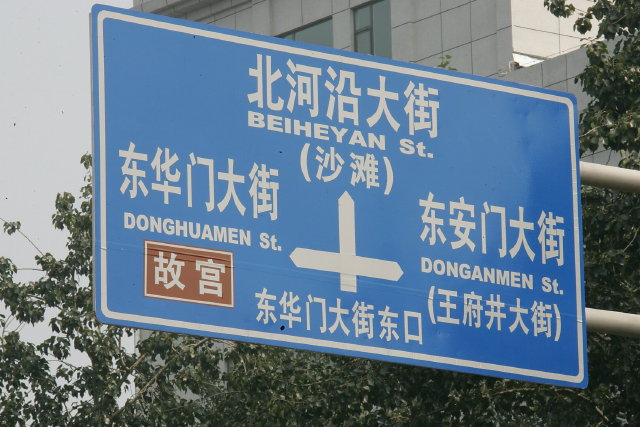 北河沿大街
BEIHEYAN St.
(沙滩)
东华门大街
DONGHUAMEN St.
故宫
东安门大街
DONGANMEN St.
(王府井大街)
东华门大街东口